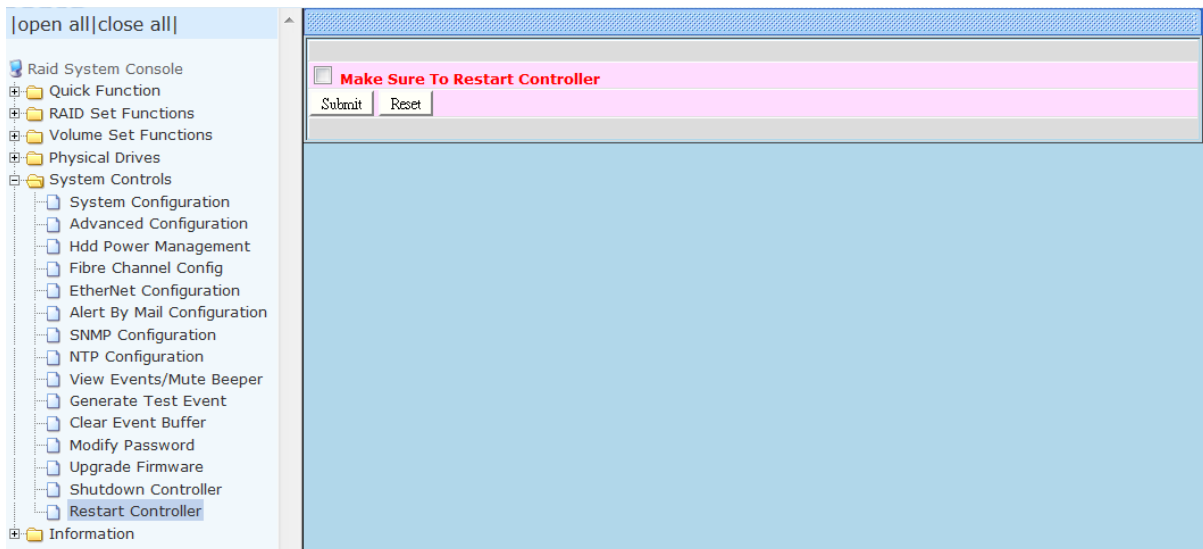 |open all|close all|
Raid System Console
Quick Function
RAID Set Functions
Volume Set Functions
Physical Drives
System Controls
System Configuration
Advanced Configuration
Hdd Power Management
Fibre Channel Config
EtherNet Configuration
Alert By Mail Configuration
SNMP Configuration
NTP Configuration
View Events/Mute Beeper
Generate Test Event
Clear Event Buffer
Modify Password
Upgrade Firmware
Shutdown Controller
Restart Controller
Information
Make Sure To Restart Controller
Submit Reset